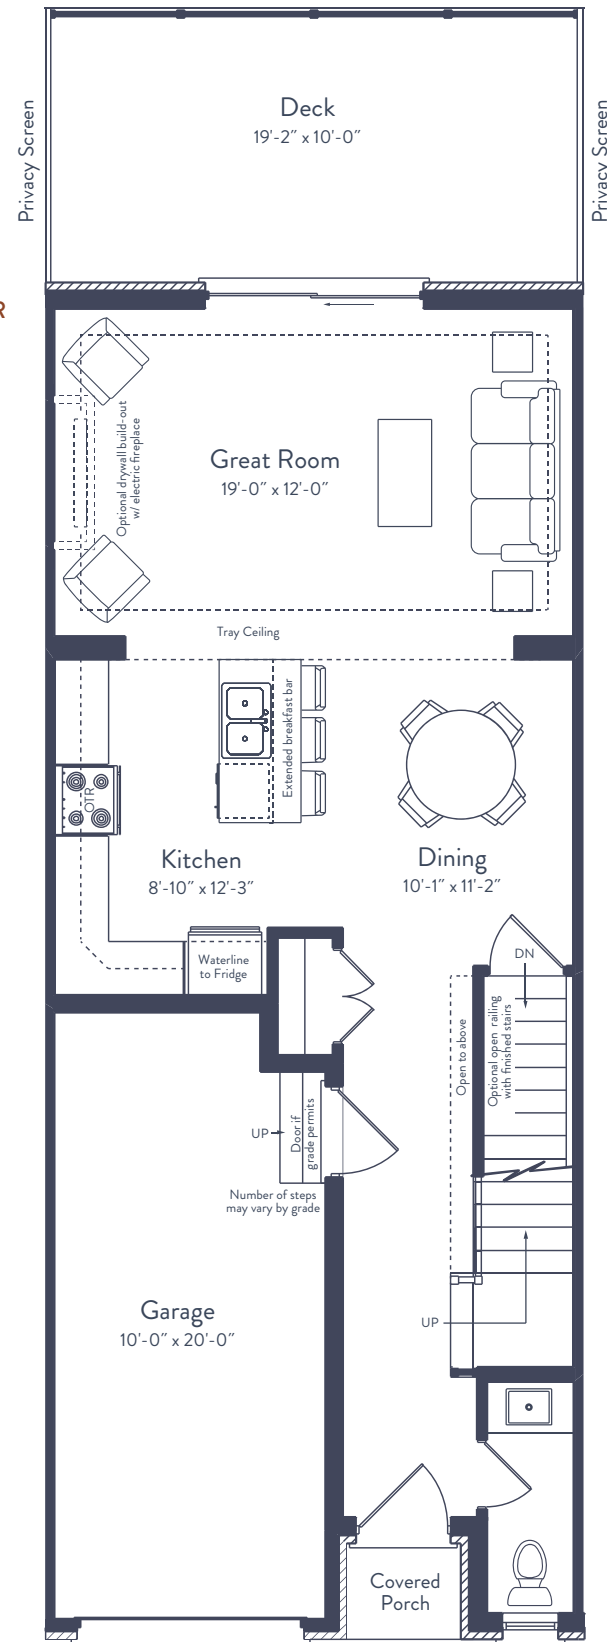 Deck
19'-2" x 10'-0"
Privacy Screen
Privacy Screen
R
Optional drywall build-out
w/ electric fireplace
Great Room
19'-0" x 12'-0"
Tray Ceiling
Extended breakfast bar
OTR
Kitchen
8'-10" x 12'-3"
Dining
10'-1" x 11'-2"
Waterline
to Fridge
DN
Optional open railing
with finished stairs
Open to above
UP
Door if
grade permits
Number of steps
may vary by grade
Garage
10'-0" x 20'-0"
UP
Covered
Porch